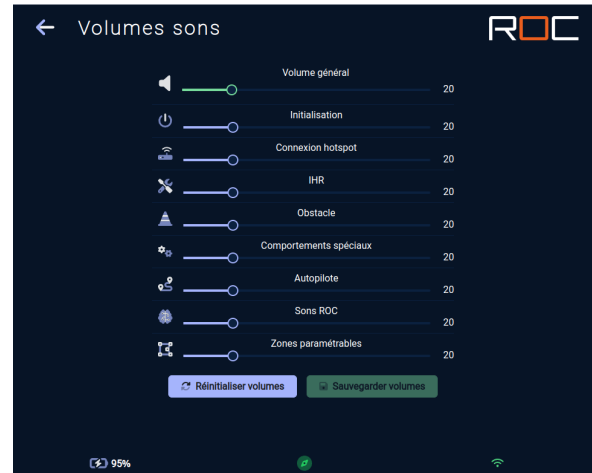 Volumes sons
ROC
Volume général
20
Initialisation
20
Connexion hotspot
20
IHR
20
Obstacle
20
Comportements spéciaux
20
Autopilote
20
Sons ROC
20
Zones paramétrables
20
Réinitialiser volumes
Sauvegarder volumes
95%